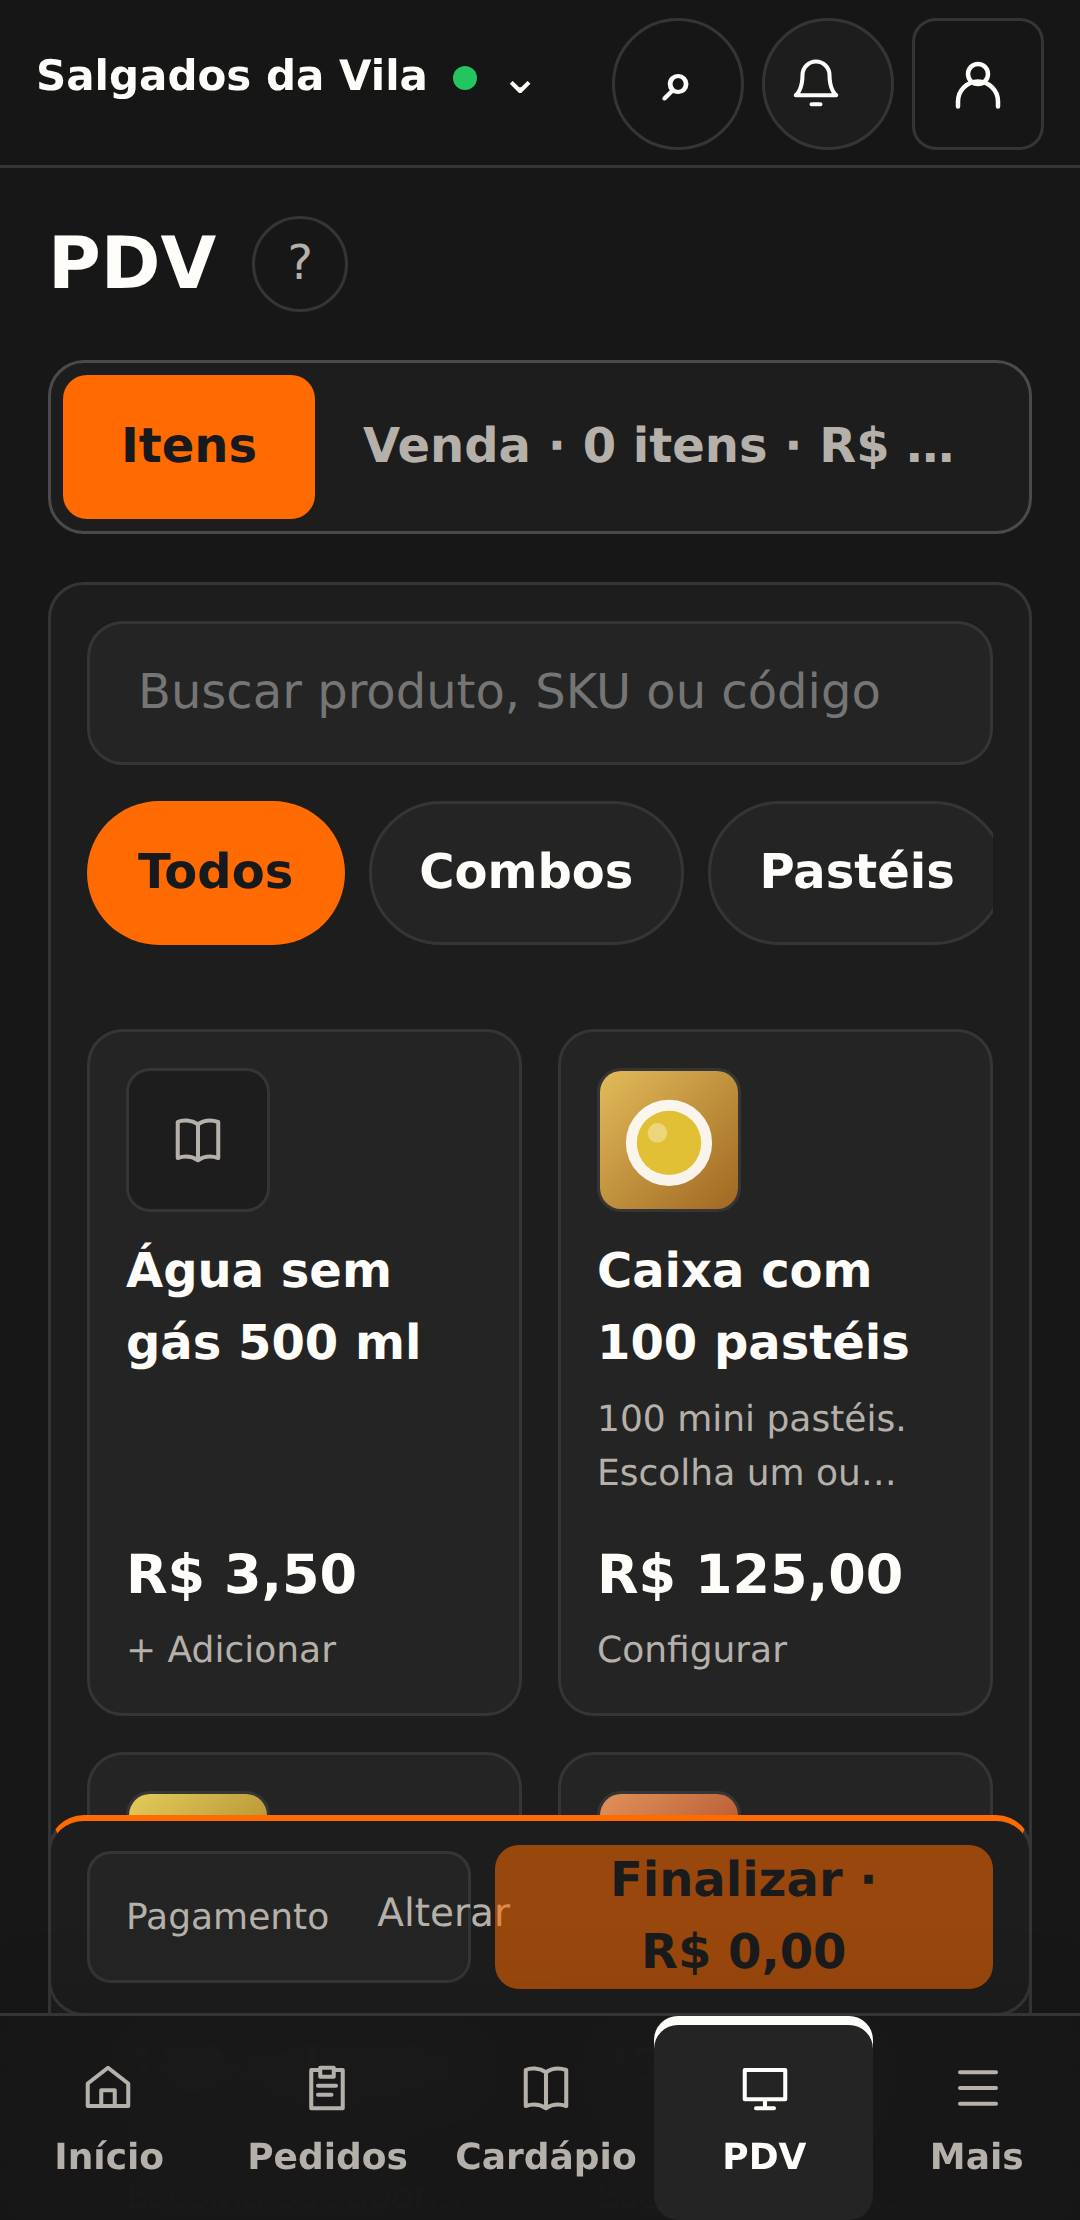 Salgados da Vila
PDV ?
Itens
Venda · 0 itens · R$ ...
Buscar produto, SKU ou código
Todos
Combos
Pastéis
Água sem
gás 500 ml
R$ 3,50
+ Adicionar
Caixa com
100 pastéis
100 mini pastéis.
Escolha um ou...
R$ 125,00
Configurar
Pagamento
Alterar
Finalizar ·
R$ 0,00
Início
Pedidos
Cardápio
PDV
Mais